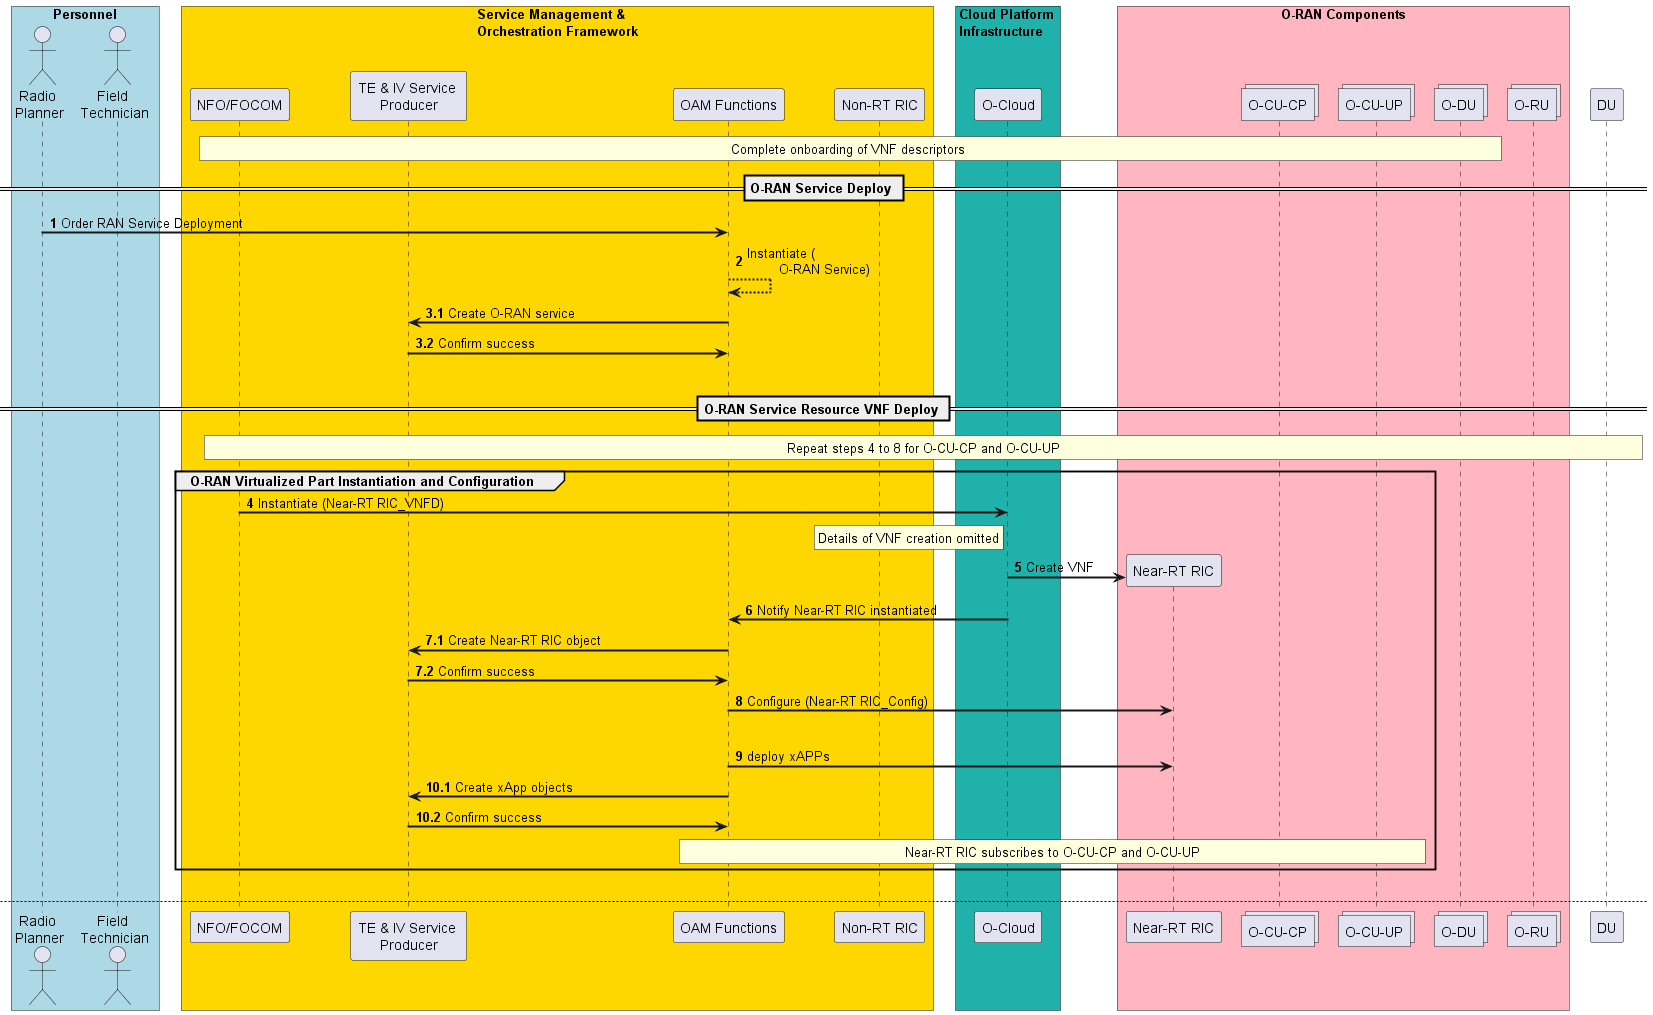 Personnel
Service Management &
Orchestration Framework
Cloud Platform
Infrastructure
O-RAN Components
Radio
Planner
Field
Technician
NFO/FOCOM
TE & IV Service
Producer
OAM Functions
Non-RT RIC
O-Cloud
O-CU-CP
O-CU-UP
O-DU
O-RU
DU
Complete onboarding of VNF descriptors
O-RAN Service Deploy
1 Order RAN Service Deployment
2 Instantiate (
O-RAN Service)
3.1 Create O-RAN service
3.2 Confirm success
O-RAN Service Resource VNF Deploy
Repeat steps 4 to 8 for O-CU-CP and O-CU-UP
O-RAN Virtualized Part Instantiation and Configuration
4 Instantiate (Near-RT RIC_VNFD)
Details of VNF creation omitted
5 Create VNF
Near-RT RIC
6 Notify Near-RT RIC instantiated
7.1 Create Near-RT RIC object
7.2 Confirm success
8 Configure (Near-RT RIC_Config)
9 deploy xAPPs
10.1 Create xApp objects
10.2 Confirm success
Near-RT RIC subscribes to O-CU-CP and O-CU-UP
Radio
Planner
Field
Technician
NFO/FOCOM
TE & IV Service
Producer
OAM Functions
Non-RT RIC
O-Cloud
Near-RT RIC
O-CU-CP
O-CU-UP
O-DU
O-RU
DU